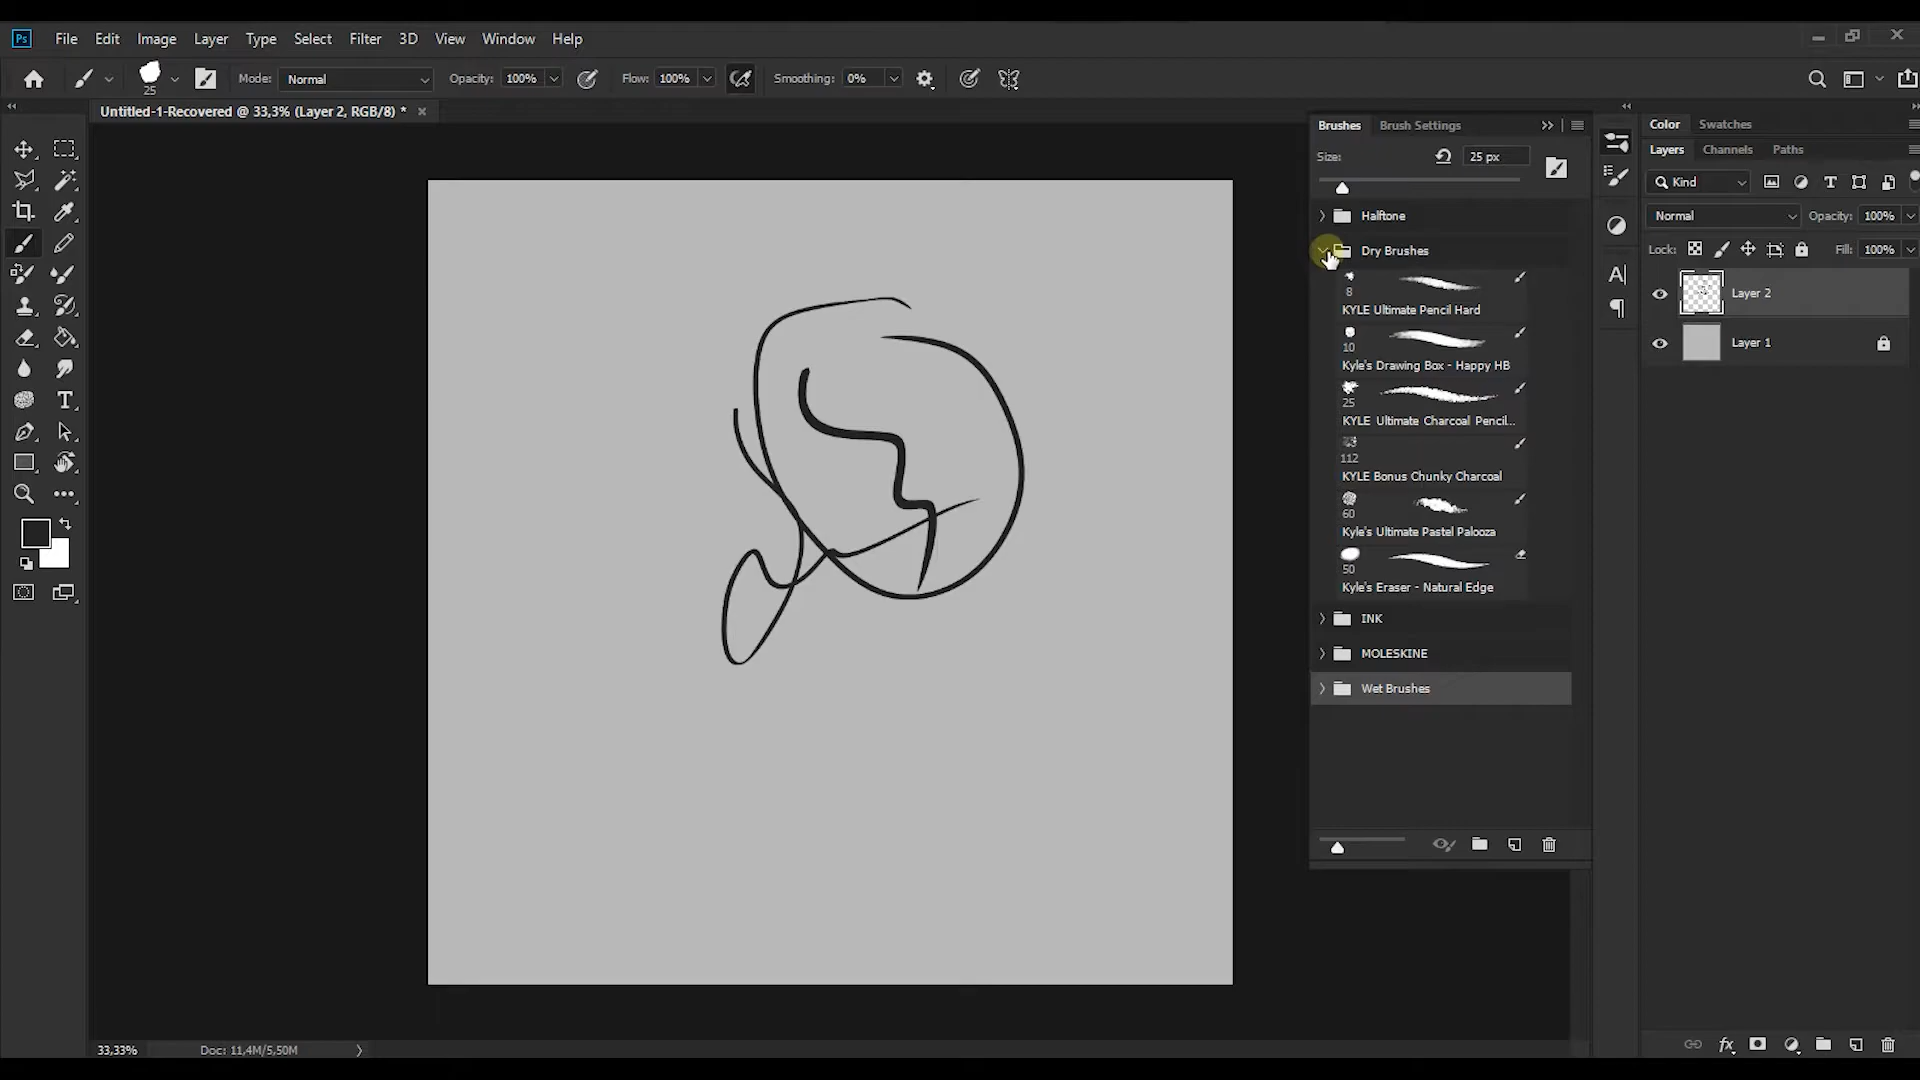 Ps File Edit Image Layer Type Select Filter 3D View Window Help
25 Mode: Normal Opacity: 100% Flow: 100% Smoothing: 0%
Untitled-1-Recovered @ 33,3% (Layer 2, RGB/8) * ×
Brushes Brush Settings
Size: 25 px
Halftone
Dry Brushes
8
KYLE Ultimate Pencil Hard
10
Kyle's Drawing Box - Happy HB
25
KYLE Ultimate Charcoal Pencil...
112
KYLE Bonus Chunky Charcoal
60
Kyle's Ultimate Pastel Palooza
50
Kyle's Eraser - Natural Edge
INK
MOLESKINE
Wet Brushes
Color Swatches
Layers Channels Paths
Kind
Normal Opacity: 100%
Lock: Fill: 100%
Layer 2
Layer 1
33,33% Doc: 11,4M/5,50M